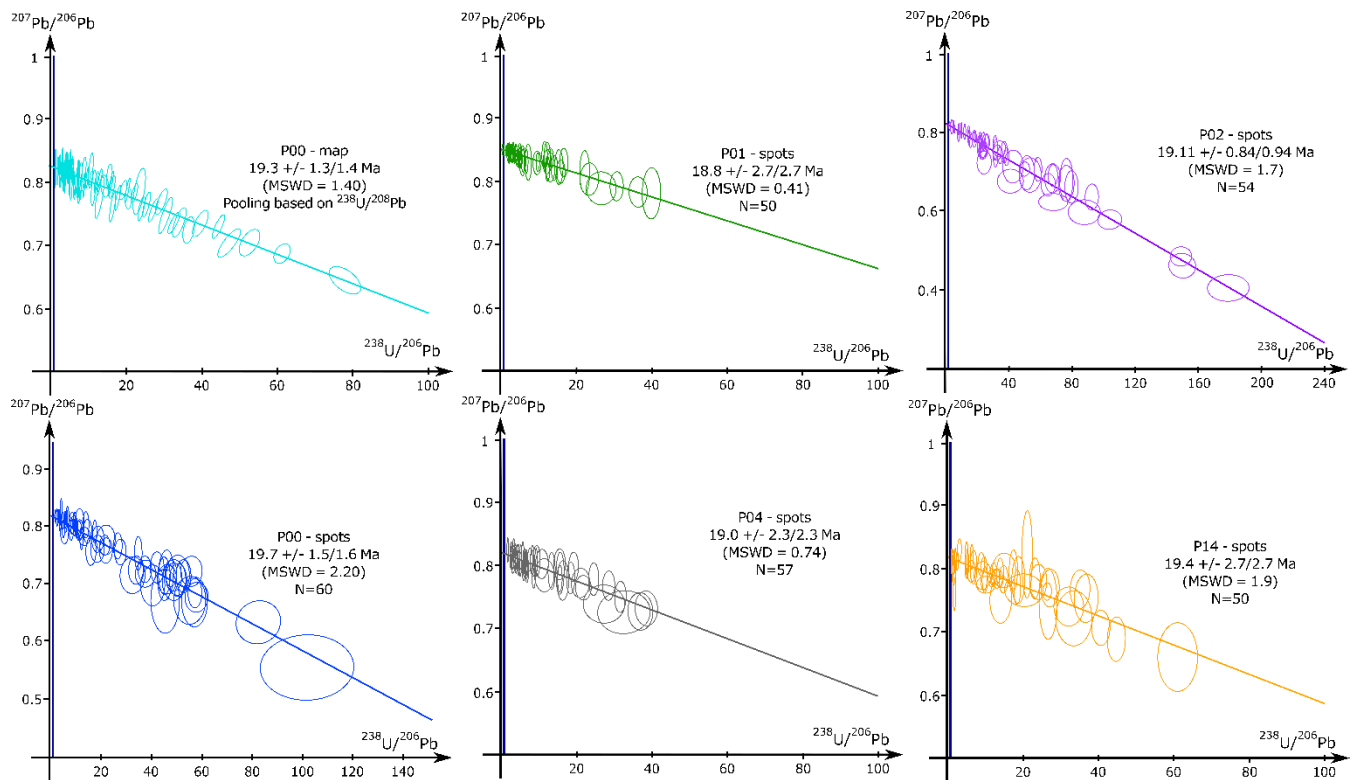 ²⁰⁷Pb/²⁰⁶Pb
1
0.9
0.8
0.7
0.6
P00 - map
19.3 +/- 1.3/1.4 Ma
(MSWD = 1.40)
Pooling based on ²³⁸U/²⁰⁸Pb
²³⁸U/²⁰⁶Pb
20 40 60 80 100
²⁰⁷Pb/²⁰⁶Pb
1
0.9
0.8
0.7
0.6
P01 - spots
18.8 +/- 2.7/2.7 Ma
(MSWD = 0.41)
N=50
²³⁸U/²⁰⁶Pb
20 40 60 80 100
²⁰⁷Pb/²⁰⁶Pb
1
0.8
0.6
0.4
P02 - spots
19.11 +/- 0.84/0.94 Ma
(MSWD = 1.7)
N=54
²³⁸U/²⁰⁶Pb
40 80 120 160 200 240
²⁰⁷Pb/²⁰⁶Pb
0.9
0.8
0.7
0.6
0.5
P00 - spots
19.7 +/- 1.5/1.6 Ma
(MSWD = 2.20)
N=60
²³⁸U/²⁰⁶Pb
20 40 60 80 100 120 140
²⁰⁷Pb/²⁰⁶Pb
1
0.9
0.8
0.7
0.6
P04 - spots
19.0 +/- 2.3/2.3 Ma
(MSWD = 0.74)
N=57
²³⁸U/²⁰⁶Pb
20 40 60 80 100
²⁰⁷Pb/²⁰⁶Pb
1
0.9
0.8
0.7
0.6
P14 - spots
19.4 +/- 2.7/2.7 Ma
(MSWD = 1.9)
N=50
²³⁸U/²⁰⁶Pb
20 40 60 80 100